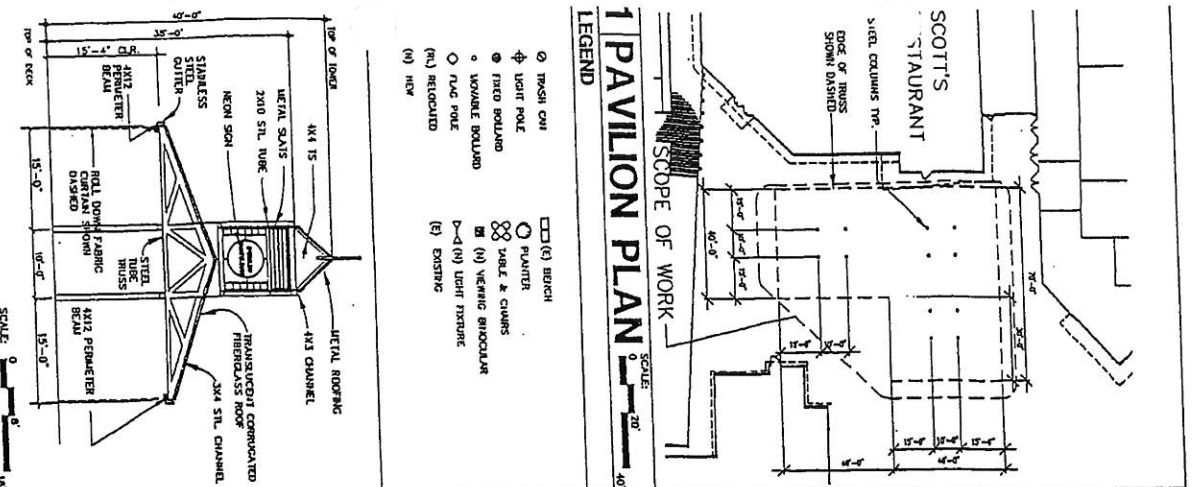 SCOTT'S
STAURANT
STEEL COLUMNS TYP.
EDGE OF TRUSS
SHOWN DASHED
SCOPE OF WORK
15'-0"
10'-0"
15'-0"
40'-0"
70'-0"
15'-0"
10'-0"
15'-0"
10'-0"
15'-0"
1 PAVILION PLAN
SCALE:
0
20'
40'
LEGEND
TRASH CAN
LIGHT POLE
FIXED BOLLARD
MOVABLE BOLLARD
FLAG POLE
(RL) RELOCATED
(N) NEW
(E) BENCH
PLANTER
TABLE & CHAIRS
(N) VIEWING BINOCULAR
(N) LIGHT FIXTURE
(E) EXISTING
40'-0"
35'-0"
15'-4" CLR.
TOP OF TOWER
TOP OF DECK
4X4 TS
METAL SLATS
2X10 STL. TUBE
NEON SIGN
STAINLESS
STEEL
GUTTER
4X12
PERIMETER
BEAM
METAL ROOFING
4X3 CHANNEL
TRANSLUCENT CORRUGATED
FIBERGLASS ROOF
3X4 STL. CHANNEL
ROLL DOWN FABRIC
CURTAIN SHOWN
DASHED
STEEL
TUBE
TRUSS
4X12 PERIMETER
BEAM
15'-0"
10'-0"
15'-0"
SCALE:
0
8'
16'